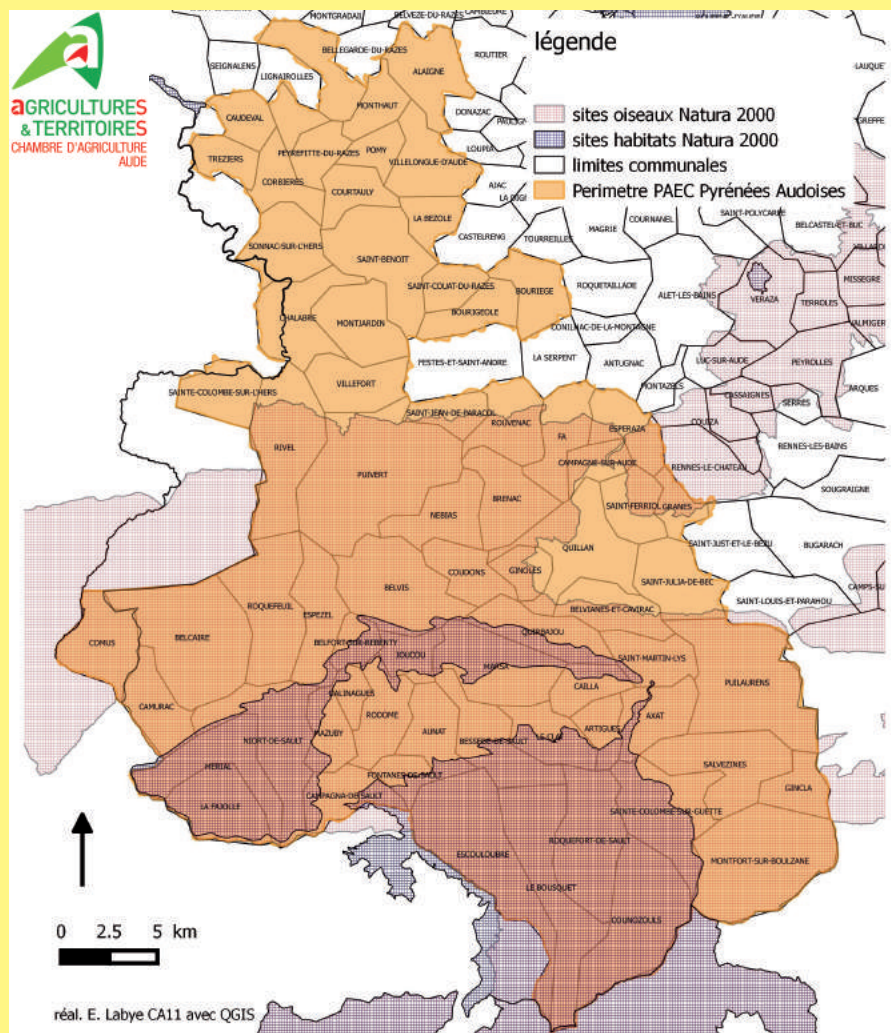 MONTGRADAIL
BELVEZE-DU-RAZES
CAMBIEURE
SEIGNALENS
LIGNAIROLLES
BELLEGARDE-DU-RAZES
ALAIGNE
ROUTIER
légende
LAUQUE
aGRICULTURES
& TERRITOIRES
CHAMBRE D'AGRICULTURE
AUDE
CAUDEVAL
MONTHAUT
DONAZAC
sites oiseaux Natura 2000
sites habitats Natura 2000
limites communales
Perimetre PAEC Pyrénées Audoises
GREFFE
TREZIERS
PEYREFITTE-DU-RAZES
POMY
VILLELONGUE-D'AUDE
LOUPIA
CORBIERES
COURTAULY
AJAC
LA BEZOLE
CASTELRENG
TOURREILLES
MAGRIE
COURNANEL
SAINT-POLYCARPE
BELCASTEL-ET-BUC
SONNAC-SUR-L'HERS
SAINT-BENOIT
SAINT-COUAT-DU-RAZES
BOURIEGE
ROQUETAILLADE
ALET-LES-BAINS
VERAZA
TERROLES
MISSEGRE
CHALABRE
MONTJARDIN
BOURIGEOLE
CONILHAC-DE-LA-MONTAGNE
VALMIGER
FESTES-ET-SAINT-ANDRE
LA SERPENT
ANTUGNAC
LUC-SUR-AUDE
PEYROLLES
SAINTE-COLOMBE-SUR-L'HERS
VILLEFORT
MONTAZELS
CASSAIGNES
ARQUES
SERRES
SAINT-JEAN-DE-PARACOL
ROUVENAC
ESPERAZA
COUIZA
RENNES-LES-BAINS
RIVEL
PUIVERT
FA
CAMPAGNE-SUR-AUDE
RENNES-LE-CHATEAU
SOUGRAIGNE
BRENAC
NEBIAS
SAINT-FERRIOL
GRANES
QUILLAN
SAINT-JUST-ET-LE-BEZU
BUGARACH
COUDONS
GINOLES
SAINT-JULIA-DE-BEC
CAMPS-SU
BELVIS
SAINT-LOUIS-ET-PARAHOU
ROQUEFEUIL
ESPEZEL
BELVIANES-ET-CAVIRAC
COMUS
BELCAIRE
BELFORT-SUR-REBENTY
JOUCOU
QUIRBAJOU
MARSA
SAINT-MARTIN-LYS
PUILAURENS
CAMURAC
GALINAGUES
RODOME
CAILLA
AXAT
MAZUBY
AUNAT
BESSEDE-DE-SAULT
LE CLAT
ARTIGUES
NIORT-DE-SAULT
MERIAL
SALVEZINES
GINCLA
FONTANES-DE-SAULT
CAMPAGNA-DE-SAULT
LA FAJOLLE
SAINTE-COLOMBE-SUR-GUETTE
ROQUEFORT-DE-SAULT
ESCOULOUBRE
MONTFORT-SUR-BOULZANE
LE BOUSQUET
COUNOZOULS
0 2.5 5 km
réal. E. Labye CA11 avec QGIS